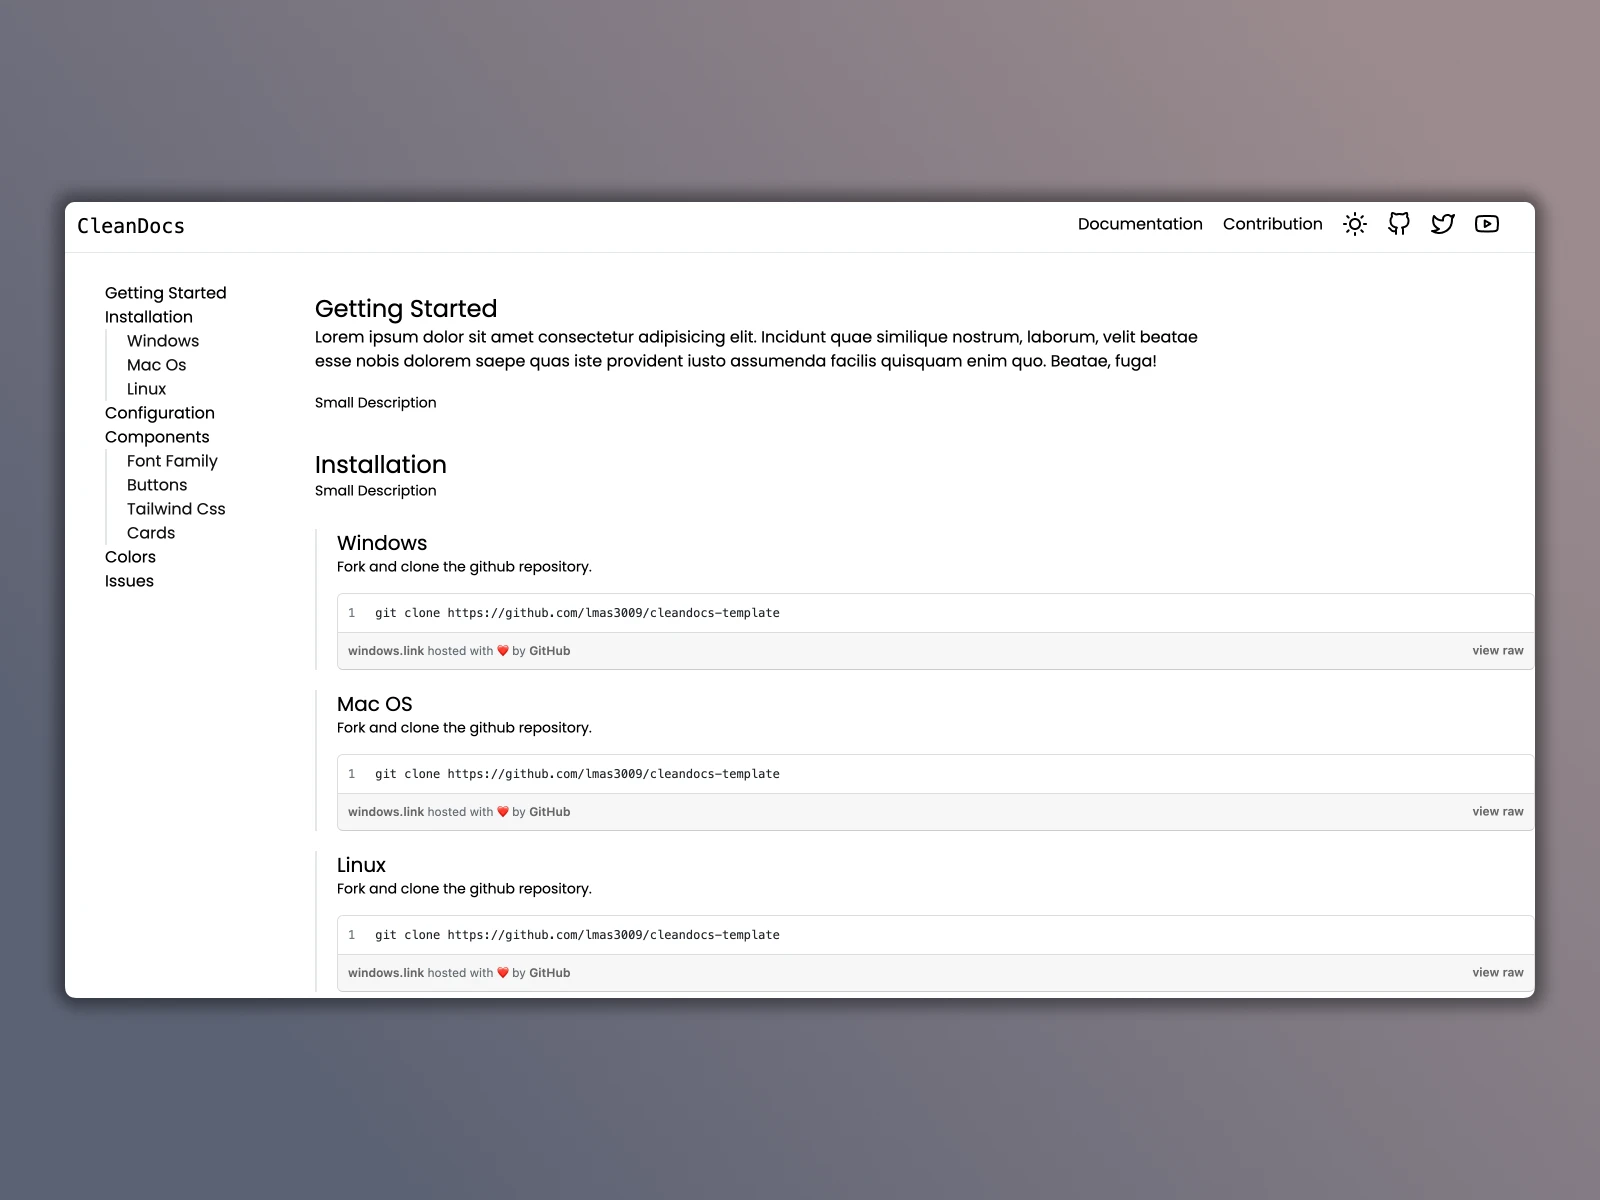 CleanDocs
Documentation
Contribution
Getting Started
Installation
Windows
Mac Os
Linux
Configuration
Components
Font Family
Buttons
Tailwind Css
Cards
Colors
Issues
Getting Started
Lorem ipsum dolor sit amet consectetur adipisicing elit. Incidunt quae similique nostrum, laborum, velit beatae
esse nobis dolorem saepe quas iste provident iusto assumenda facilis quisquam enim quo. Beatae, fuga!
Small Description
Installation
Small Description
Windows
Fork and clone the github repository.
1 git clone https://github.com/lmas3009/cleandocs-template
windows.link hosted with ❤️ by GitHub
view raw
Mac OS
Fork and clone the github repository.
1 git clone https://github.com/lmas3009/cleandocs-template
windows.link hosted with ❤️ by GitHub
view raw
Linux
Fork and clone the github repository.
1 git clone https://github.com/lmas3009/cleandocs-template
windows.link hosted with ❤️ by GitHub
view raw